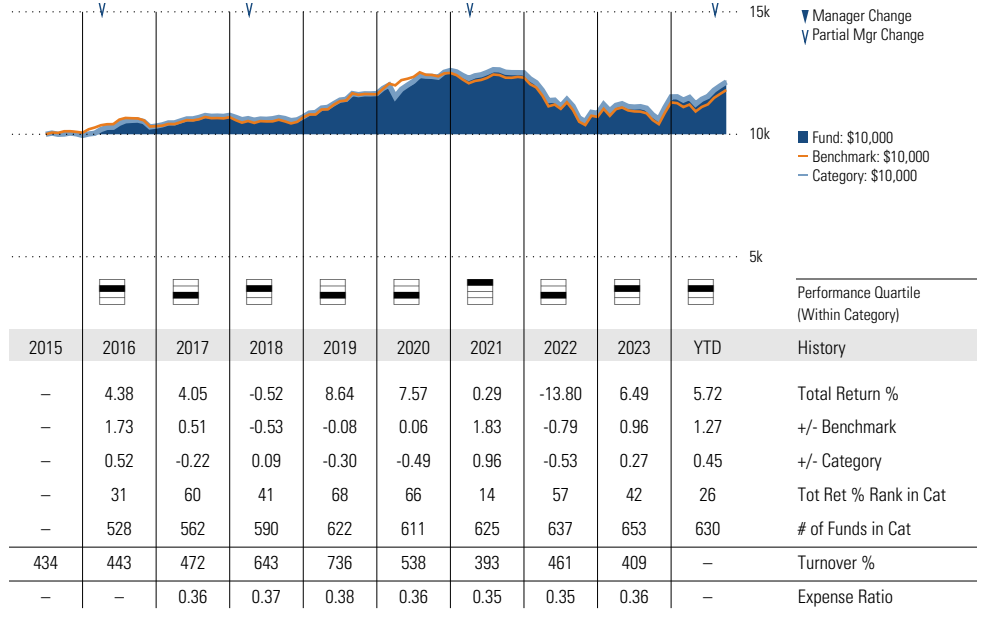 15k
▼ Manager Change
∨ Partial Mgr Change
10k
Fund: $10,000
Benchmark: $10,000
Category: $10,000
5k
Performance Quartile
(Within Category)
2015 2016 2017 2018 2019 2020 2021 2022 2023 YTD History
– 4.38 4.05 -0.52 8.64 7.57 0.29 -13.80 6.49 5.72 Total Return %
– 1.73 0.51 -0.53 -0.08 0.06 1.83 -0.79 0.96 1.27 +/- Benchmark
– 0.52 -0.22 0.09 -0.30 -0.49 0.96 -0.53 0.27 0.45 +/- Category
– 31 60 41 68 66 14 57 42 26 Tot Ret % Rank in Cat
– 528 562 590 622 611 625 637 653 630 # of Funds in Cat
434 443 472 643 736 538 393 461 409 – Turnover %
– – 0.36 0.37 0.38 0.36 0.35 0.35 0.36 – Expense Ratio